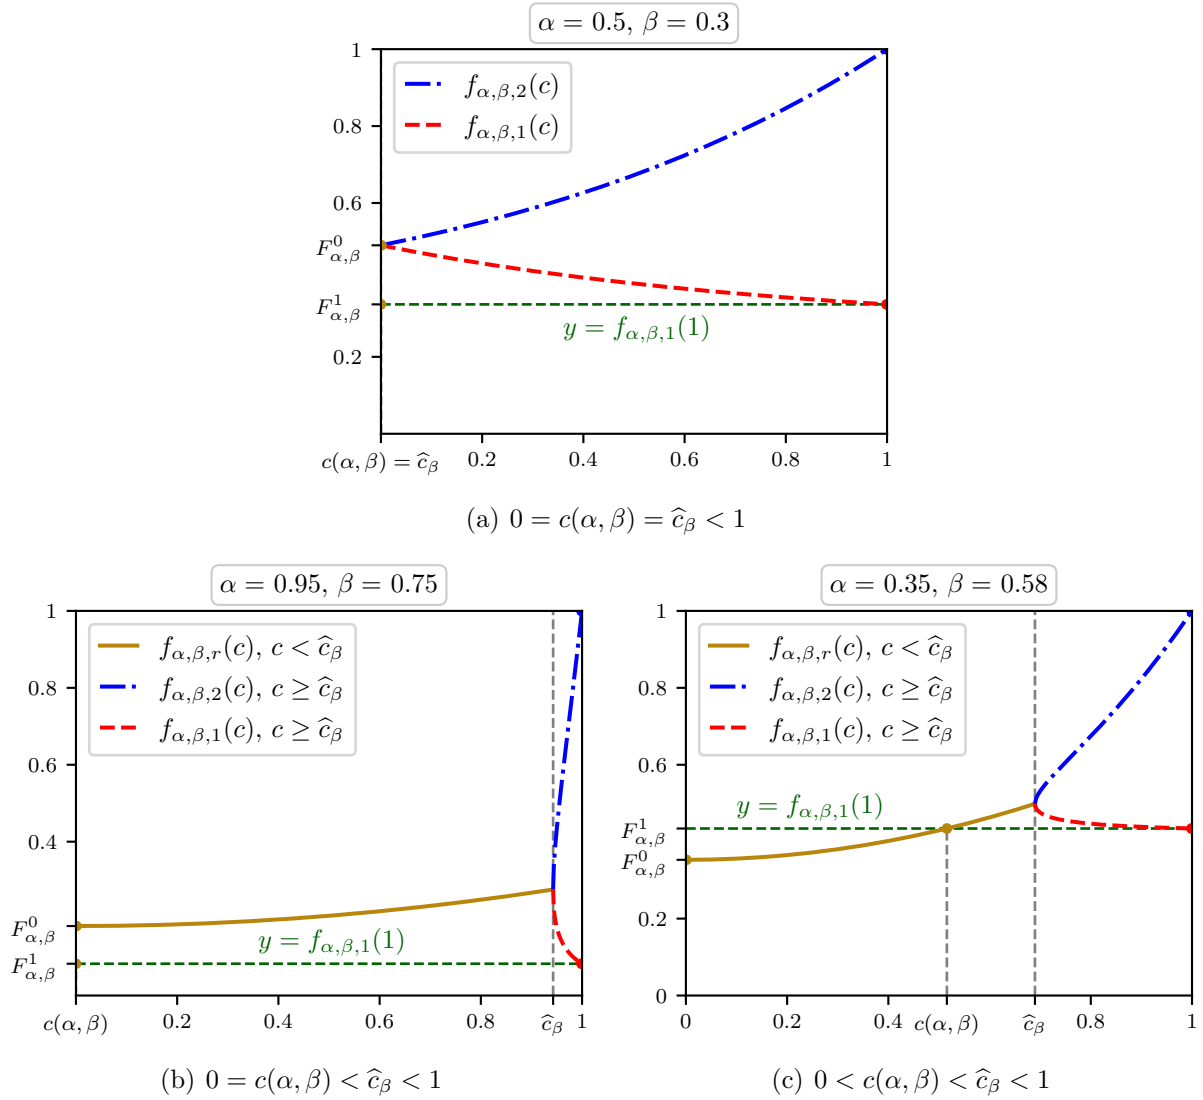 α = 0.5, β = 0.3
1
f_{α,β,2}(c)
f_{α,β,1}(c)
0.8
0.6
F^0_{α,β}
F^1_{α,β}
y = f_{α,β,1}(1)
0.2
c(α, β) = ĉ_β 0.2 0.4 0.6 0.8 1
(a) 0 = c(α, β) = ĉ_β < 1
α = 0.95, β = 0.75
1
f_{α,β,r}(c), c < ĉ_β
f_{α,β,2}(c), c ≥ ĉ_β
f_{α,β,1}(c), c ≥ ĉ_β
0.8
0.6
0.4
F^0_{α,β}
y = f_{α,β,1}(1)
F^1_{α,β}
c(α, β) 0.2 0.4 0.6 0.8 ĉ_β 1
(b) 0 = c(α, β) < ĉ_β < 1
α = 0.35, β = 0.58
1
f_{α,β,r}(c), c < ĉ_β
f_{α,β,2}(c), c ≥ ĉ_β
f_{α,β,1}(c), c ≥ ĉ_β
0.8
0.6
y = f_{α,β,1}(1)
F^1_{α,β}
F^0_{α,β}
0.2
0
0 0.2 0.4 c(α, β) ĉ_β 0.8 1
(c) 0 < c(α, β) < ĉ_β < 1